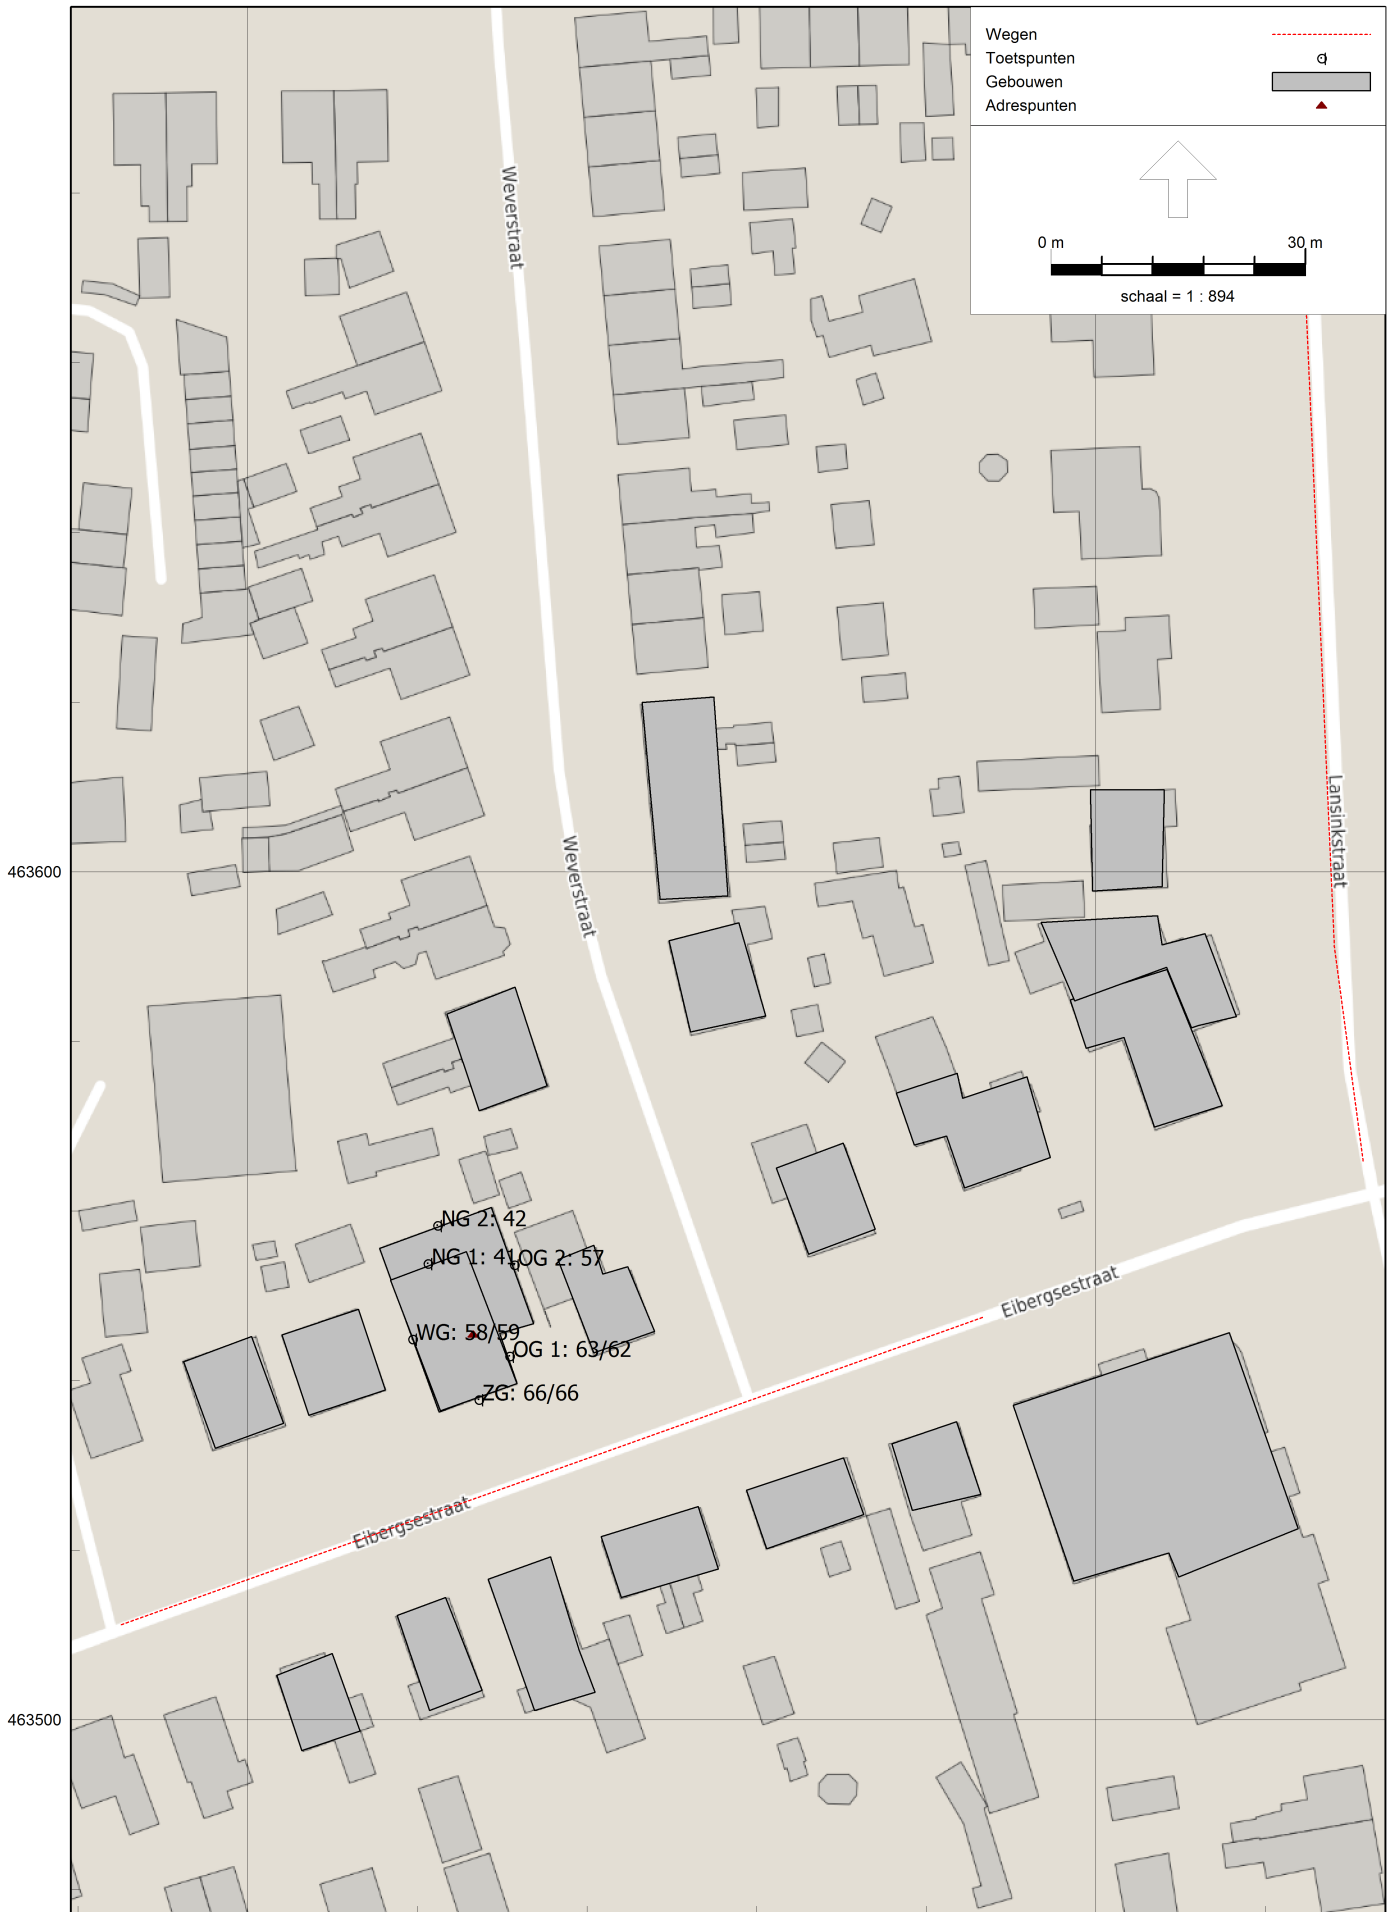 Wegen
Toetspunten
Gebouwen
Adrespunten
0 m 30 m
schaal = 1 : 894
Weverstraat
Lansinkstraat
Weverstraat
463600
NG 2: 42
NG 1: 41
OG 2: 57
WG: 58/59
OG 1: 63/62
ZG: 66/66
Eibergsestraat
Eibergsestraat
463500